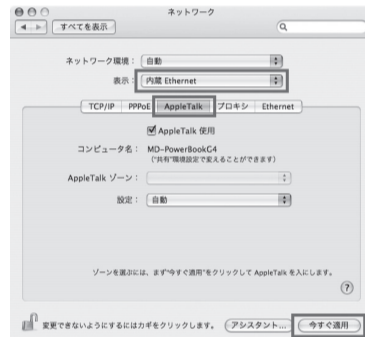 ネットワーク
すべてを表示
ネットワーク環境： 自動
表示： 内蔵 Ethernet
TCP/IP PPPoE AppleTalk プロキシ Ethernet
AppleTalk 使用
コンピュータ名： MD-PowerBookG4
("共有"環境設定で変えることができます)
AppleTalk ゾーン：
設定： 自動
ゾーンを選ぶには、まず"今すぐ適用"をクリックして AppleTalk を入にします。
?
変更できないようにするにはカギをクリックします。 アシスタント... 今すぐ適用